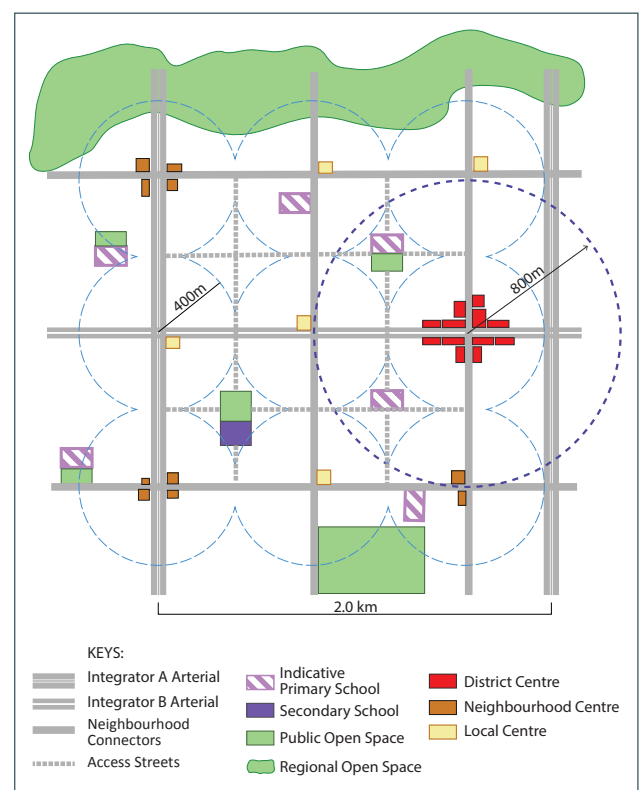 400m
800m
2.0 km
KEYS:
Integrator A Arterial
Integrator B Arterial
Neighbourhood
Connectors
Access Streets
Indicative
Primary School
Secondary School
Public Open Space
Regional Open Space
District Centre
Neighbourhood Centre
Local Centre